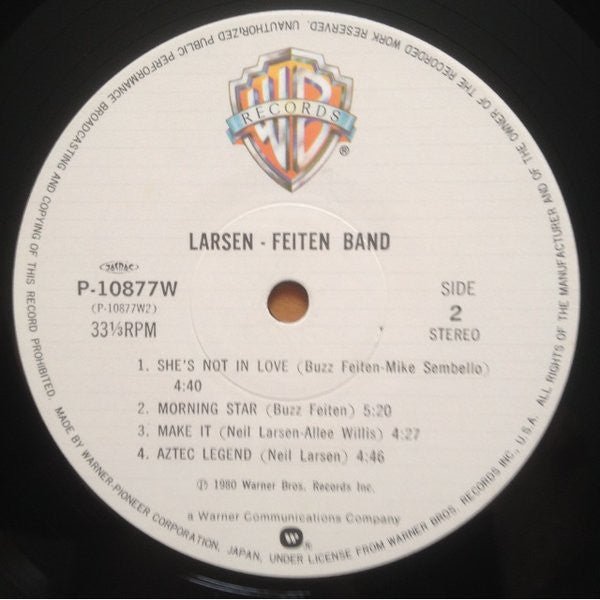 ALL RIGHTS OF THE MANUFACTURER AND OF THE OWNER OF THE RECORDED WORK RESERVED. UNAUTHORIZED PUBLIC PERFORMANCE BROADCASTING AND COPYING OF THIS RECORD PROHIBITED. MADE BY WARNER-PIONEER CORPORATION, JAPAN, UNDER LICENSE FROM WARNER BROS. RECORDS INC., U.S.A.
WB
RECORDS
®
LARSEN - FEITEN BAND
JASRAC
P-10877W
(P-10877W2)
33⅓RPM
SIDE
2
STEREO
1. SHE'S NOT IN LOVE (Buzz Feiten-Mike Sembello)
4:40
2. MORNING STAR (Buzz Feiten) 5:20
3. MAKE IT (Neil Larsen-Allee Willis) 4:27
4. AZTEC LEGEND (Neil Larsen) 4:46
℗ 1980 Warner Bros. Records Inc.
a Warner Communications Company
®